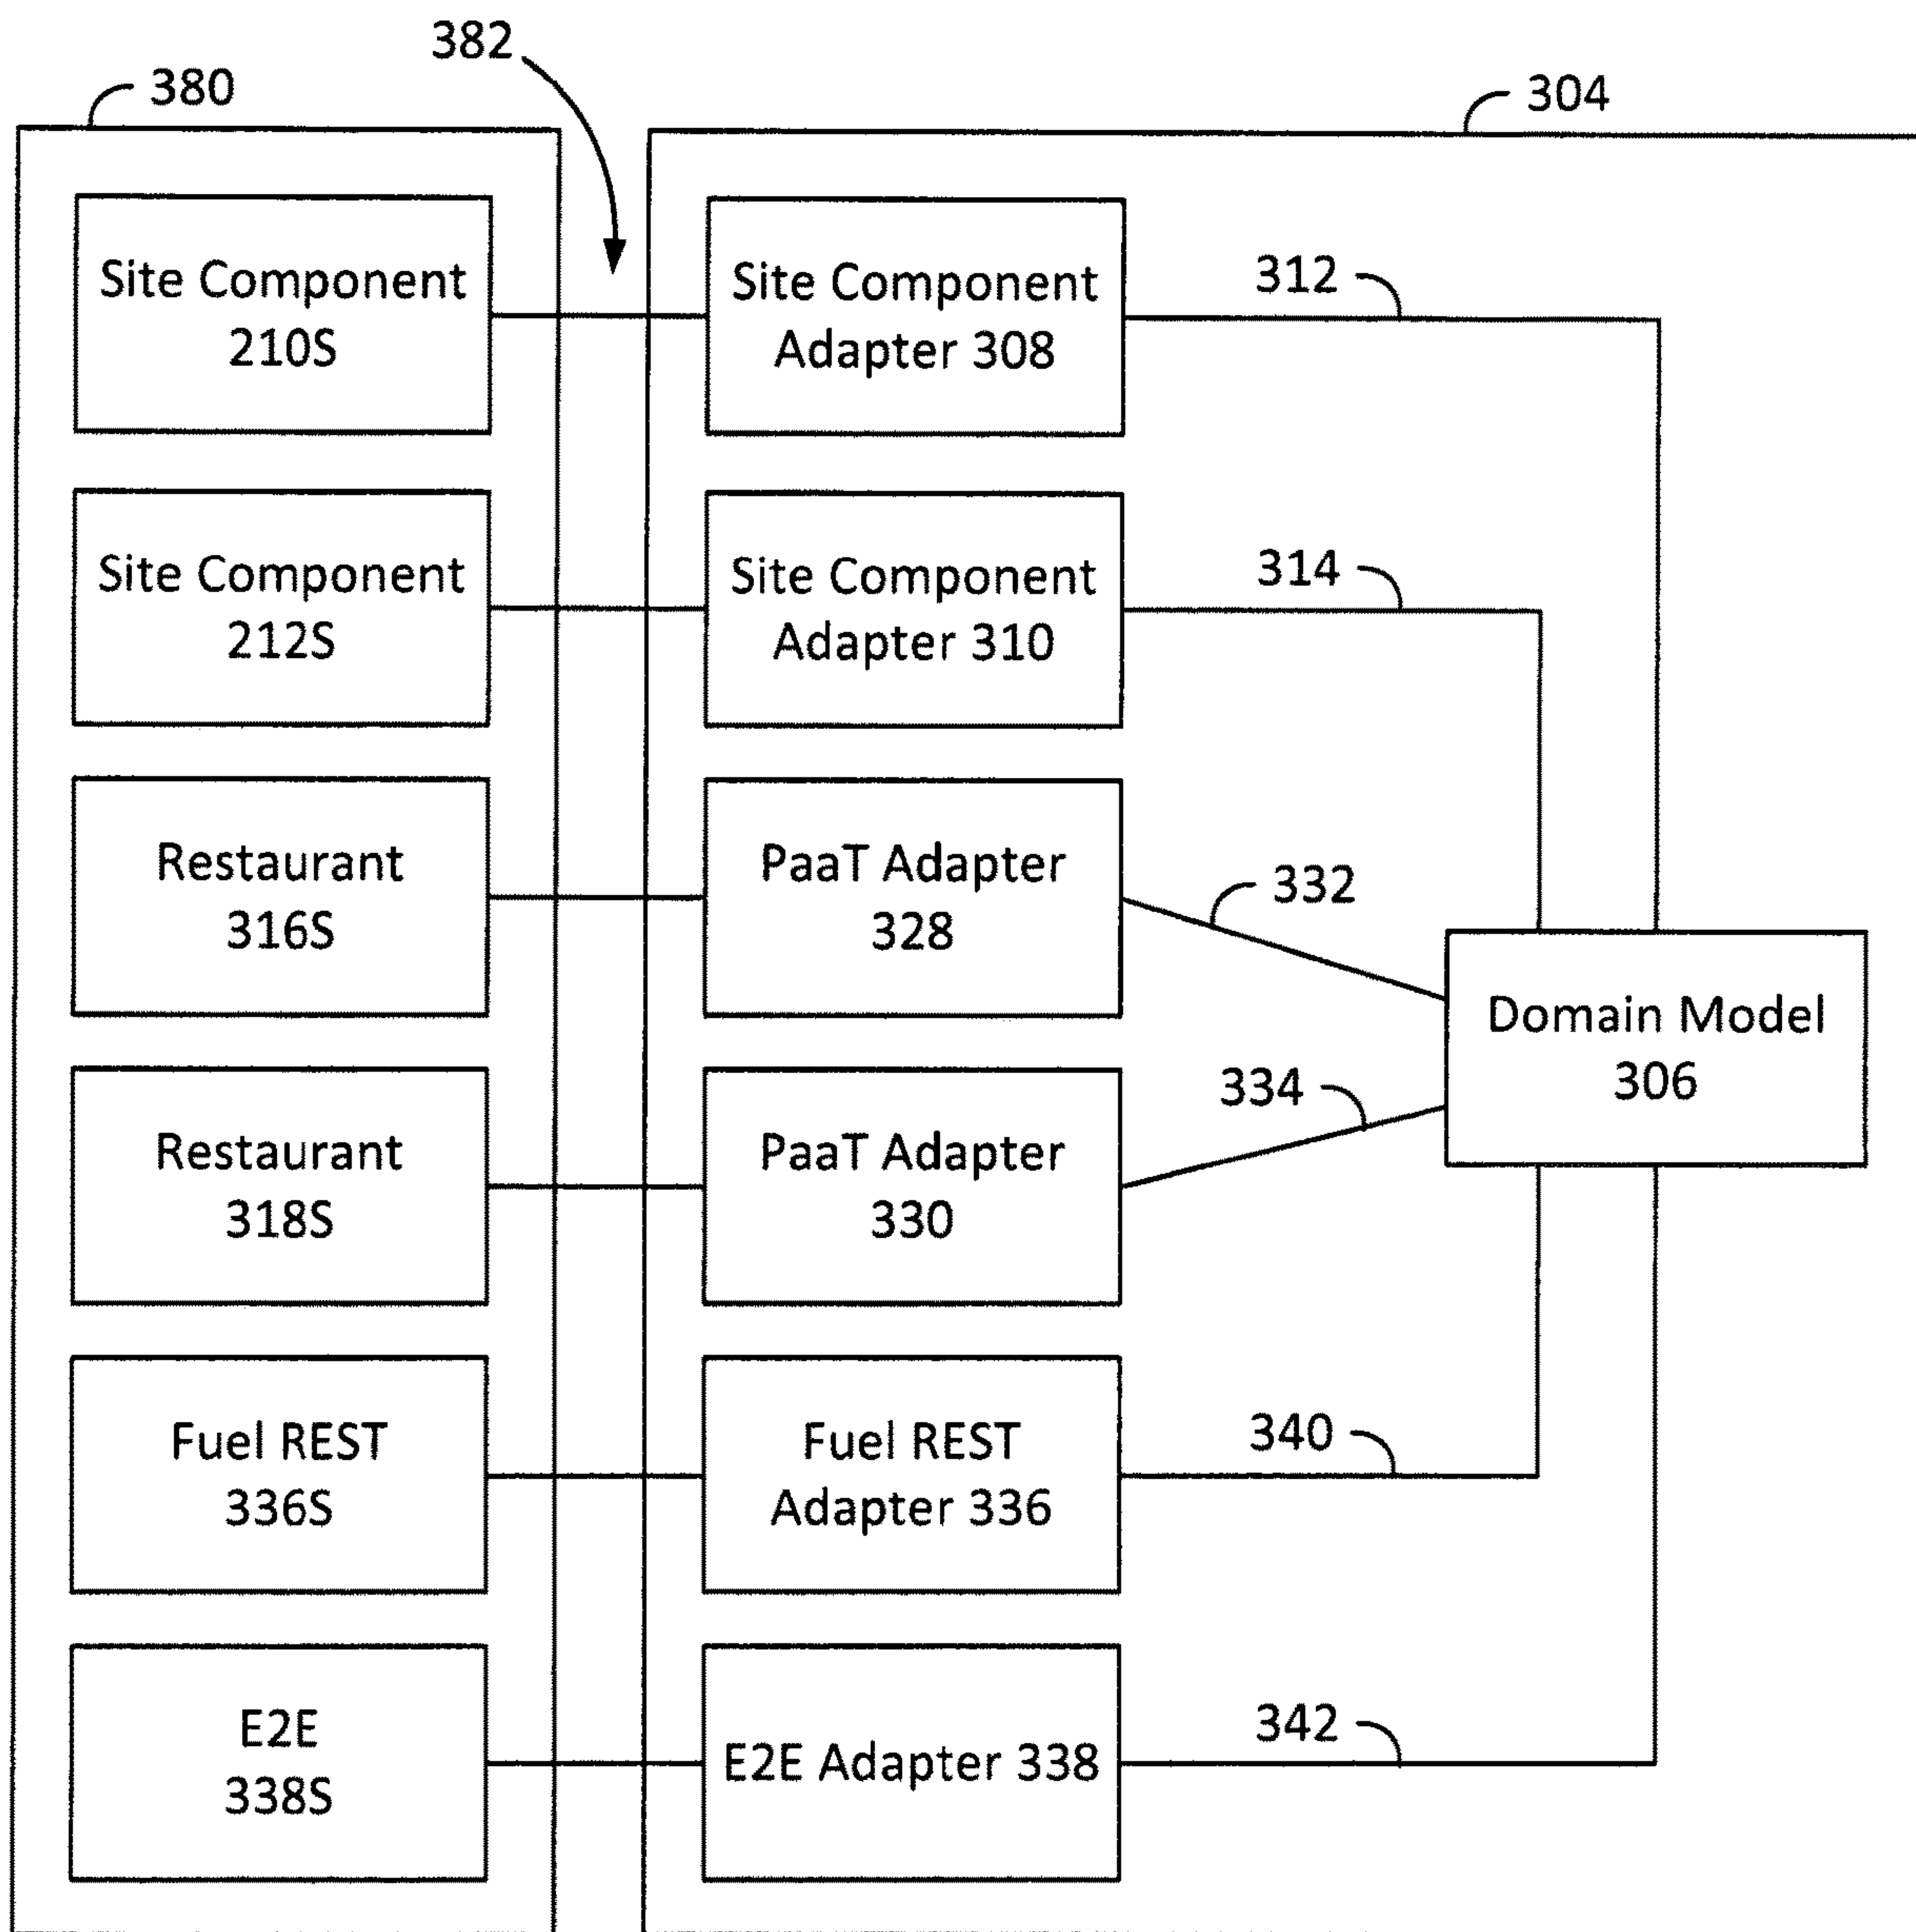 382
380
304
Site Component
210S
Site Component
Adapter 308
312
Site Component
212S
Site Component
Adapter 310
314
Restaurant
316S
PaaT Adapter
328
332
Domain Model
306
Restaurant
318S
PaaT Adapter
330
334
Fuel REST
336S
Fuel REST
Adapter 336
340
E2E
338S
E2E Adapter 338
342